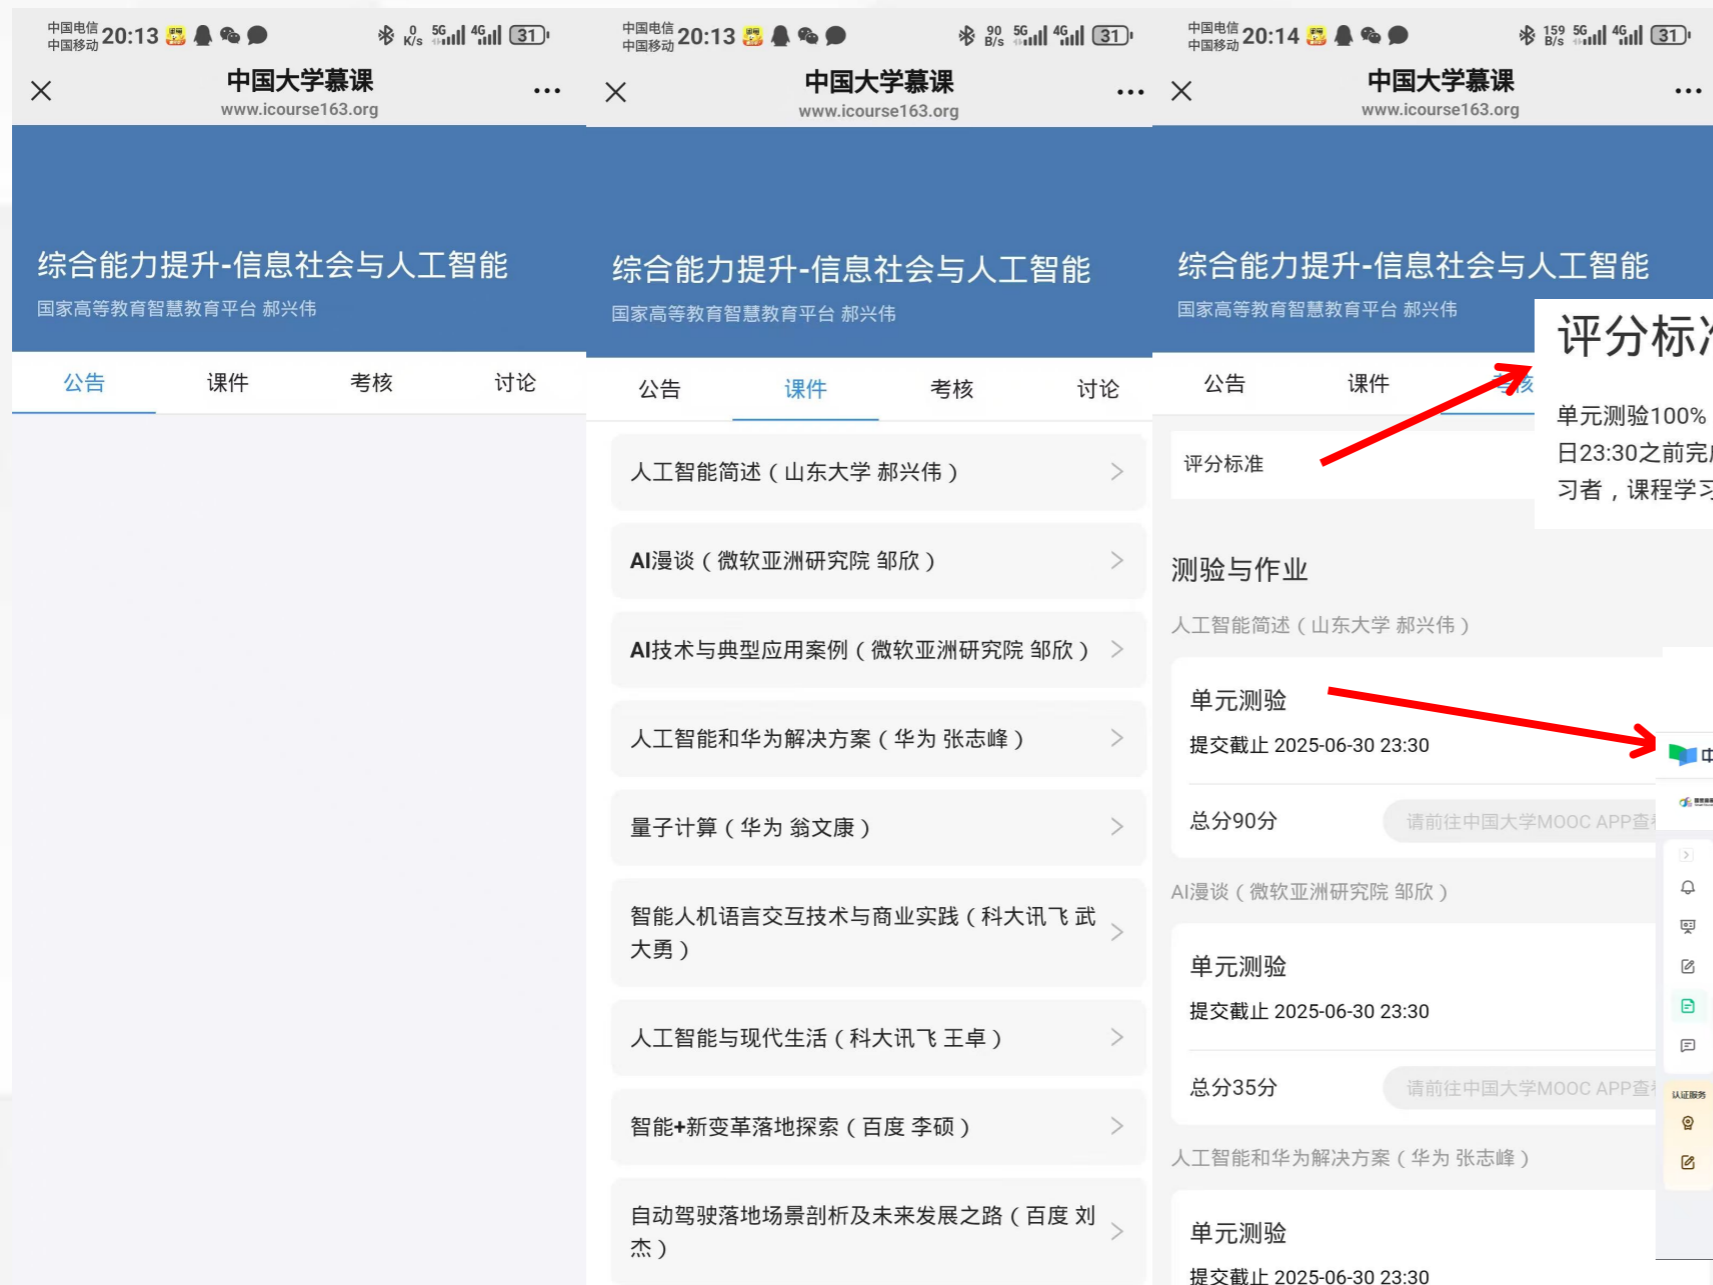 中国电信
中国移动 20:13
0 K/s 5G 4G 31
中国大学慕课
www.icourse163.org
综合能力提升-信息社会与人工智能
国家高等教育智慧教育平台 郝兴伟
公告 课件 考核 讨论
中国电信
中国移动 20:13
90 B/s 5G 4G 31
中国大学慕课
www.icourse163.org
综合能力提升-信息社会与人工智能
国家高等教育智慧教育平台 郝兴伟
公告 课件 考核 讨论
人工智能简述（山东大学 郝兴伟）
AI漫谈（微软亚洲研究院 邹欣）
AI技术与典型应用案例（微软亚洲研究院 邹欣）
人工智能和华为解决方案（华为 张志峰）
量子计算（华为 翁文康）
智能人机语言交互技术与商业实践（科大讯飞 武
大勇）
人工智能与现代生活（科大讯飞 王卓）
智能+新变革落地探索（百度 李硕）
自动驾驶落地场景剖析及未来发展之路（百度 刘
杰）
中国电信
中国移动 20:14
159 B/s 5G 4G 31
中国大学慕课
www.icourse163.org
综合能力提升-信息社会与人工智能
国家高等教育智慧教育平台 郝兴伟
公告 课件 考核
评分标准
评分标准
单元测验100%
日23:30之前完成
习者，课程学习
测验与作业
人工智能简述（山东大学 郝兴伟）
单元测验
提交截止 2025-06-30 23:30
总分90分 请前往中国大学MOOC APP查看
AI漫谈（微软亚洲研究院 邹欣）
单元测验
提交截止 2025-06-30 23:30
总分35分 请前往中国大学MOOC APP查看
人工智能和华为解决方案（华为 张志峰）
单元测验
提交截止 2025-06-30 23:30
中
认证服务